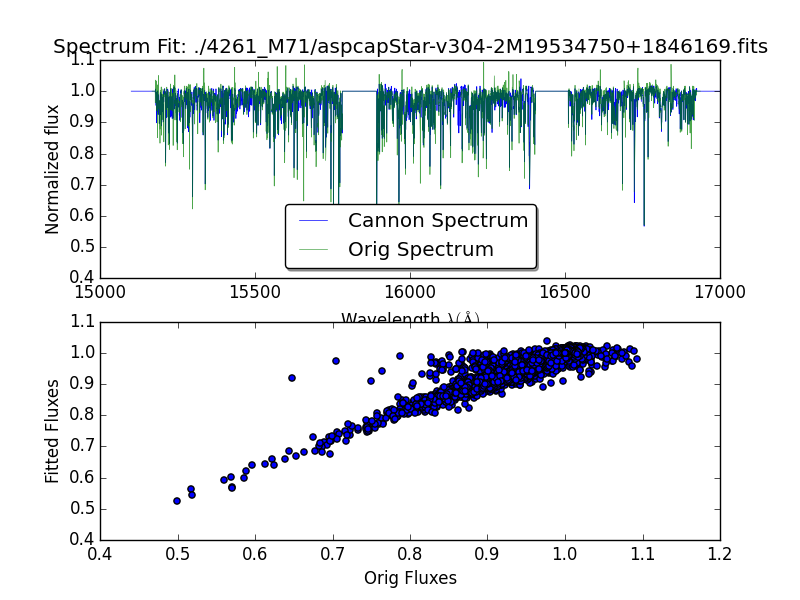 Spectrum Fit: ./4261_M71/aspcapStar-v304-2M19534750+1846169.fits
1.1
1.0
0.9
0.8
0.7
0.6
0.5
0.4
Normalized flux
Cannon Spectrum
Orig Spectrum
15000 15500 16000 16500 17000
Wavelength λ(Å)
1.1
1.0
0.9
0.8
0.7
0.6
0.5
0.4
Fitted Fluxes
0.4 0.5 0.6 0.7 0.8 0.9 1.0 1.1 1.2
Orig Fluxes